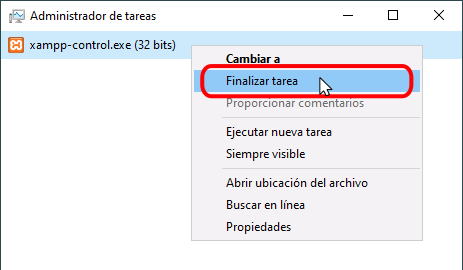 Administrador de tareas
xampp-control.exe (32 bits)
Cambiar a
Finalizar tarea
Proporcionar comentarios
Ejecutar nueva tarea
Siempre visible
Abrir ubicación del archivo
Buscar en línea
Propiedades